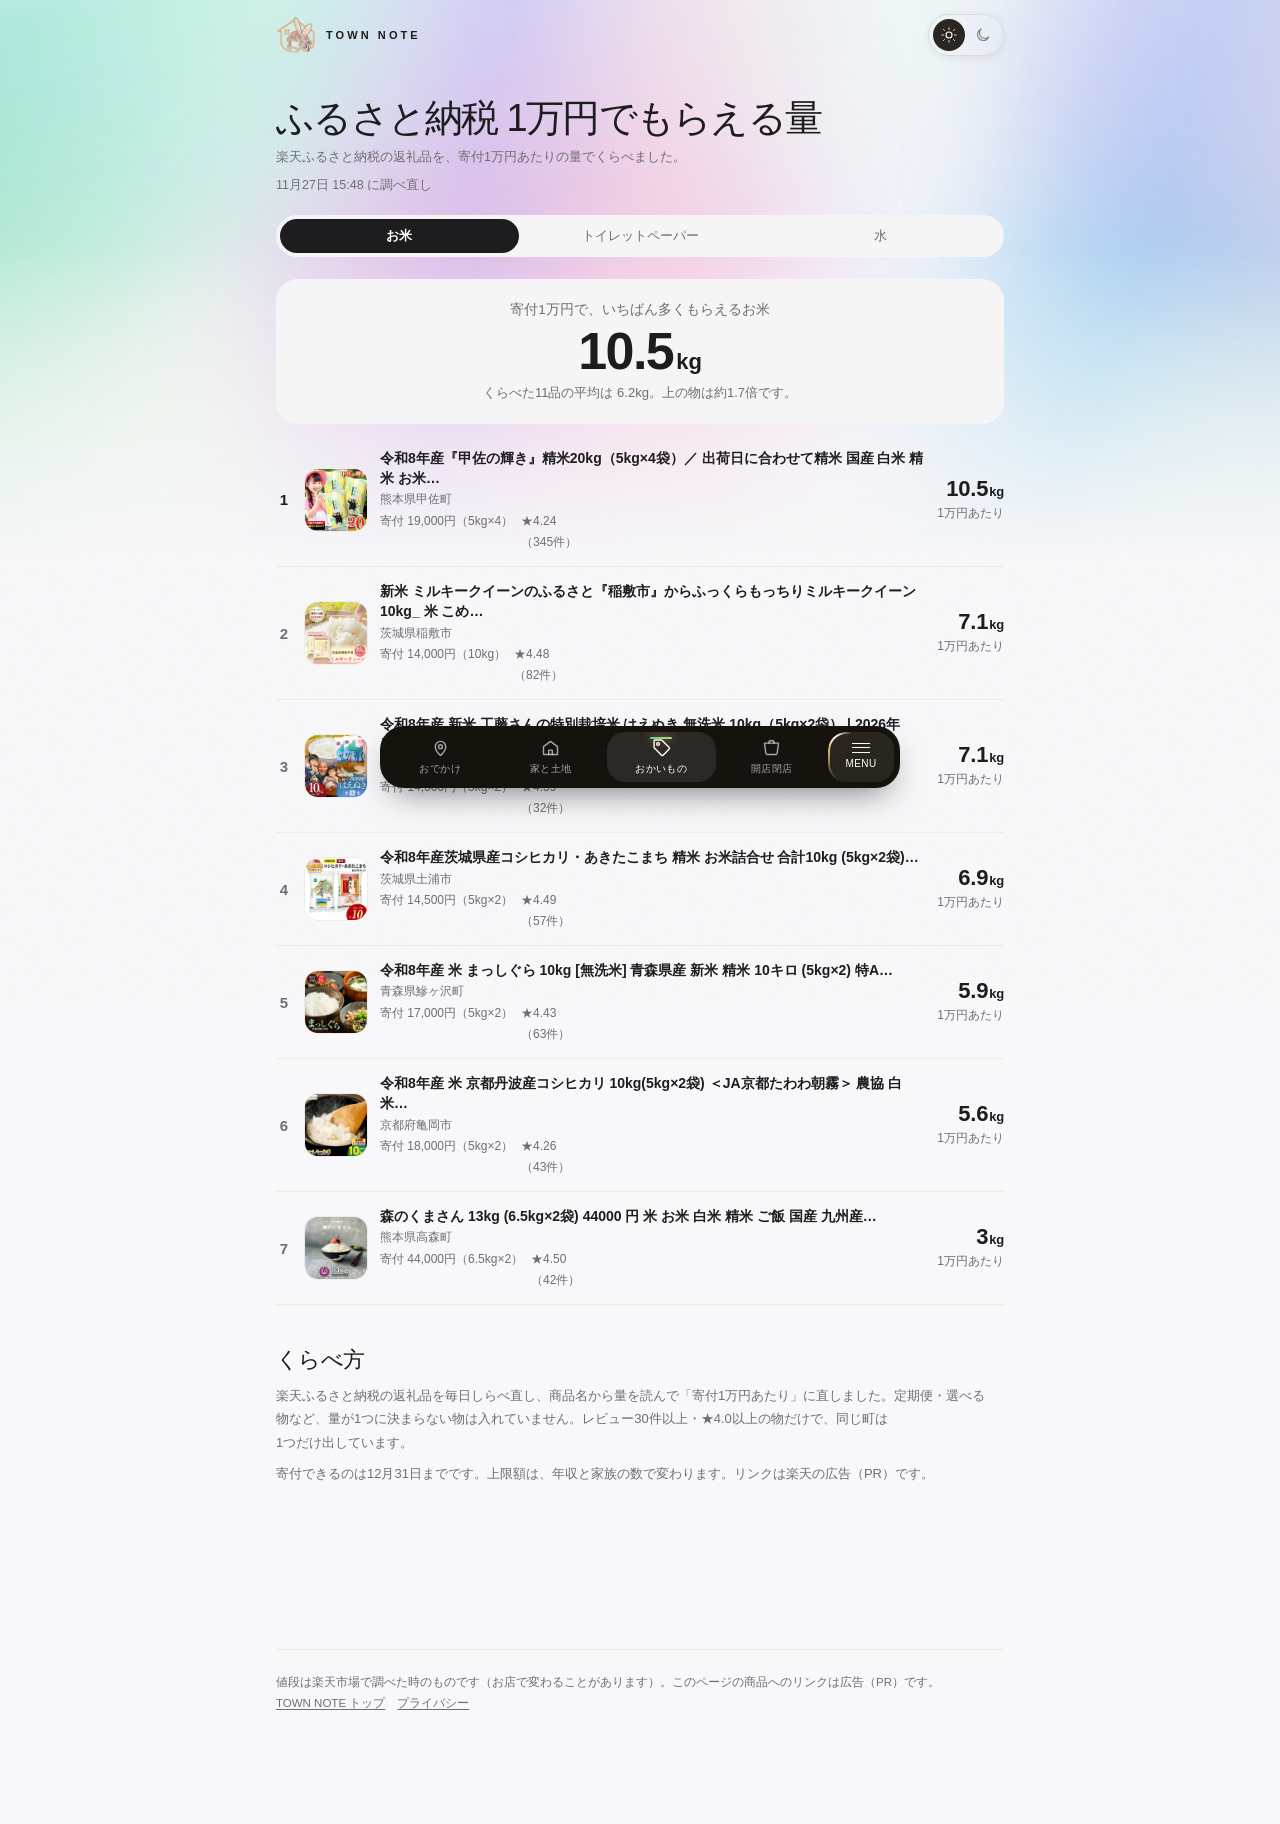 TOWN NOTE
ふるさと納税 1万円でもらえる量
楽天ふるさと納税の返礼品を、寄付1万円あたりの量でくらべました。
11月27日 15:48 に調べ直し
お米
トイレットペーパー
水
寄付1万円で、いちばん多くもらえるお米
10.5kg
くらべた11品の平均は 6.2kg。上の物は約1.7倍です。
1
令和8年産『甲佐の輝き』精米20kg（5kg×4袋）／ 出荷日に合わせて精米 国産 白米 精
米 お米…
熊本県甲佐町
寄付 19,000円（5kg×4） ★4.24
（345件）
10.5kg
1万円あたり
2
新米 ミルキークイーンのふるさと『稲敷市』からふっくらもっちりミルキークイーン
10kg_ 米 こめ…
茨城県稲敷市
寄付 14,000円（10kg） ★4.48
（82件）
7.1kg
1万円あたり
3
令和8年産 新米 工藤さんの特別栽培米 はえぬき 無洗米 10kg（5kg×2袋） | 2026年
（32件）
7.1kg
1万円あたり
おでかけ
家と土地
おかいもの
開店閉店
MENU
4
令和8年産茨城県産コシヒカリ・あきたこまち 精米 お米詰合せ 合計10kg (5kg×2袋)…
茨城県土浦市
寄付 14,500円（5kg×2） ★4.49
（57件）
6.9kg
1万円あたり
5
令和8年産 米 まっしぐら 10kg [無洗米] 青森県産 新米 精米 10キロ (5kg×2) 特A…
青森県鰺ヶ沢町
寄付 17,000円（5kg×2） ★4.43
（63件）
5.9kg
1万円あたり
6
令和8年産 米 京都丹波産コシヒカリ 10kg(5kg×2袋) ＜JA京都たわわ朝霧＞ 農協 白
米…
京都府亀岡市
寄付 18,000円（5kg×2） ★4.26
（43件）
5.6kg
1万円あたり
7
森のくまさん 13kg (6.5kg×2袋) 44000 円 米 お米 白米 精米 ご飯 国産 九州産…
熊本県高森町
寄付 44,000円（6.5kg×2） ★4.50
（42件）
3kg
1万円あたり
くらべ方
楽天ふるさと納税の返礼品を毎日しらべ直し、商品名から量を読んで「寄付1万円あたり」に直しました。定期便・選べる
物など、量が1つに決まらない物は入れていません。レビュー30件以上・★4.0以上の物だけで、同じ町は
1つだけ出しています。
寄付できるのは12月31日までです。上限額は、年収と家族の数で変わります。リンクは楽天の広告（PR）です。
値段は楽天市場で調べた時のものです（お店で変わることがあります）。このページの商品へのリンクは広告（PR）です。
TOWN NOTE トップ プライバシー